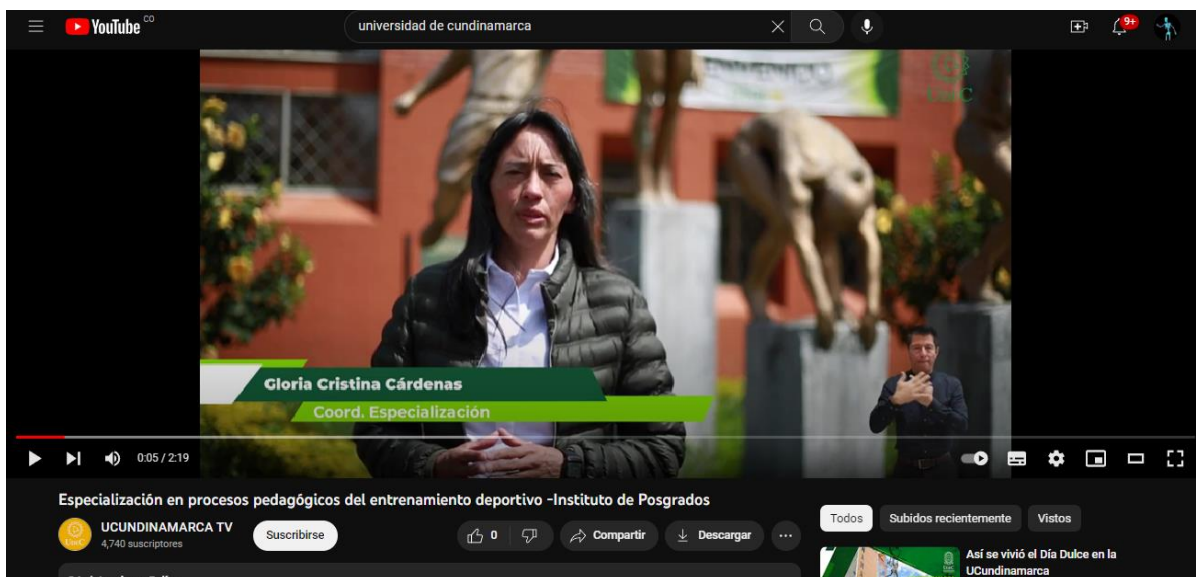 YouTube CO
universidad de cundinamarca
9+
UdeC
Gloria Cristina Cárdenas
Coord. Especialización
0:05 / 2:19
Especialización en procesos pedagógicos del entrenamiento deportivo -Instituto de Posgrados
UCUNDINAMARCA TV
4,740 suscriptores
Suscribirse
0
Compartir
Descargar
Todos
Subidos recientemente
Vistos
Así se vivió el Día Dulce en la
UCundinamarca